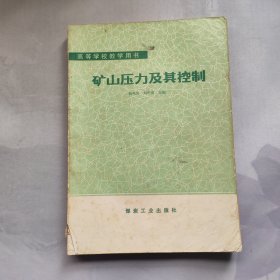 高等学校教学用书
矿山压力及其控制
煤炭工业出版社